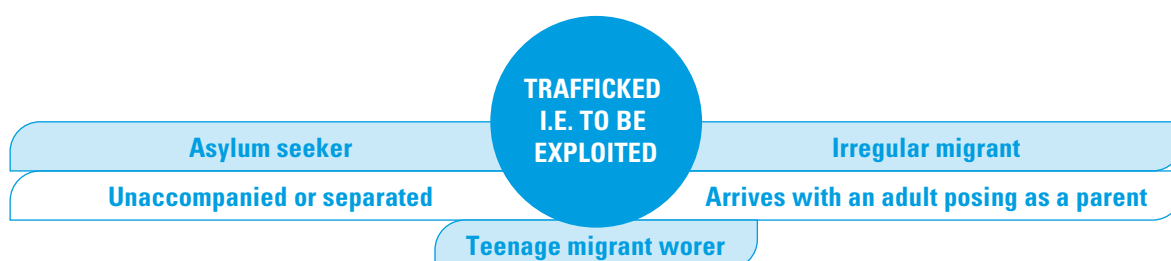 TRAFFICKED
I.E. TO BE
EXPLOITED
Asylum seeker
Irregular migrant
Unaccompanied or separated
Arrives with an adult posing as a parent
Teenage migrant worer